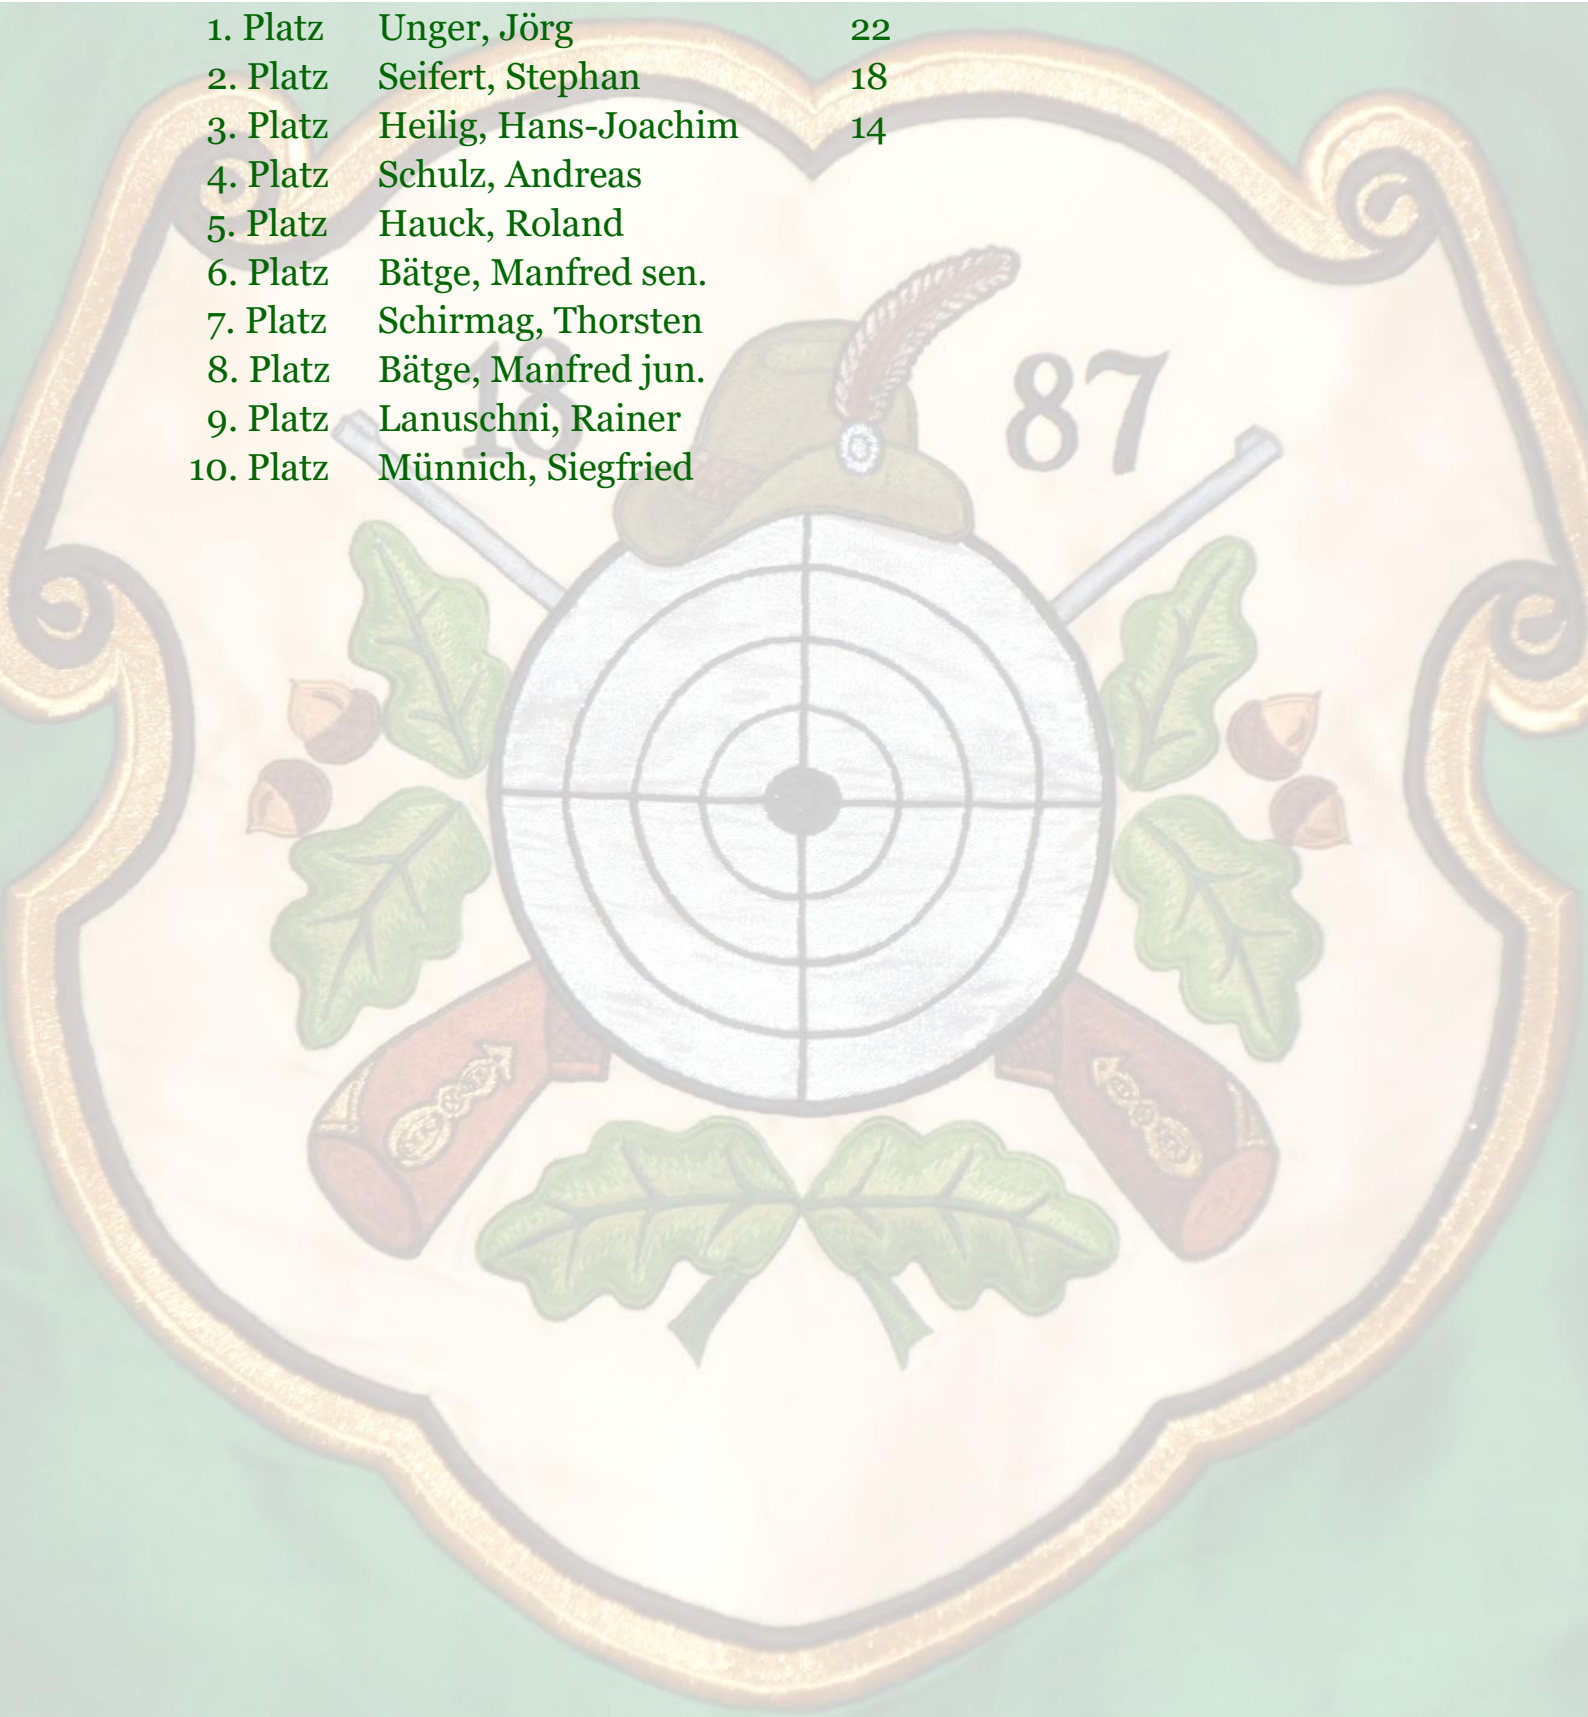 1. Platz Unger, Jörg 22
2. Platz Seifert, Stephan 18
3. Platz Heilig, Hans-Joachim 14
4. Platz Schulz, Andreas
5. Platz Hauck, Roland
6. Platz Bätge, Manfred sen.
7. Platz Schirmag, Thorsten
8. Platz Bätge, Manfred jun.
9. Platz Lanuschni, Rainer
10. Platz Münnich, Siegfried
18 87